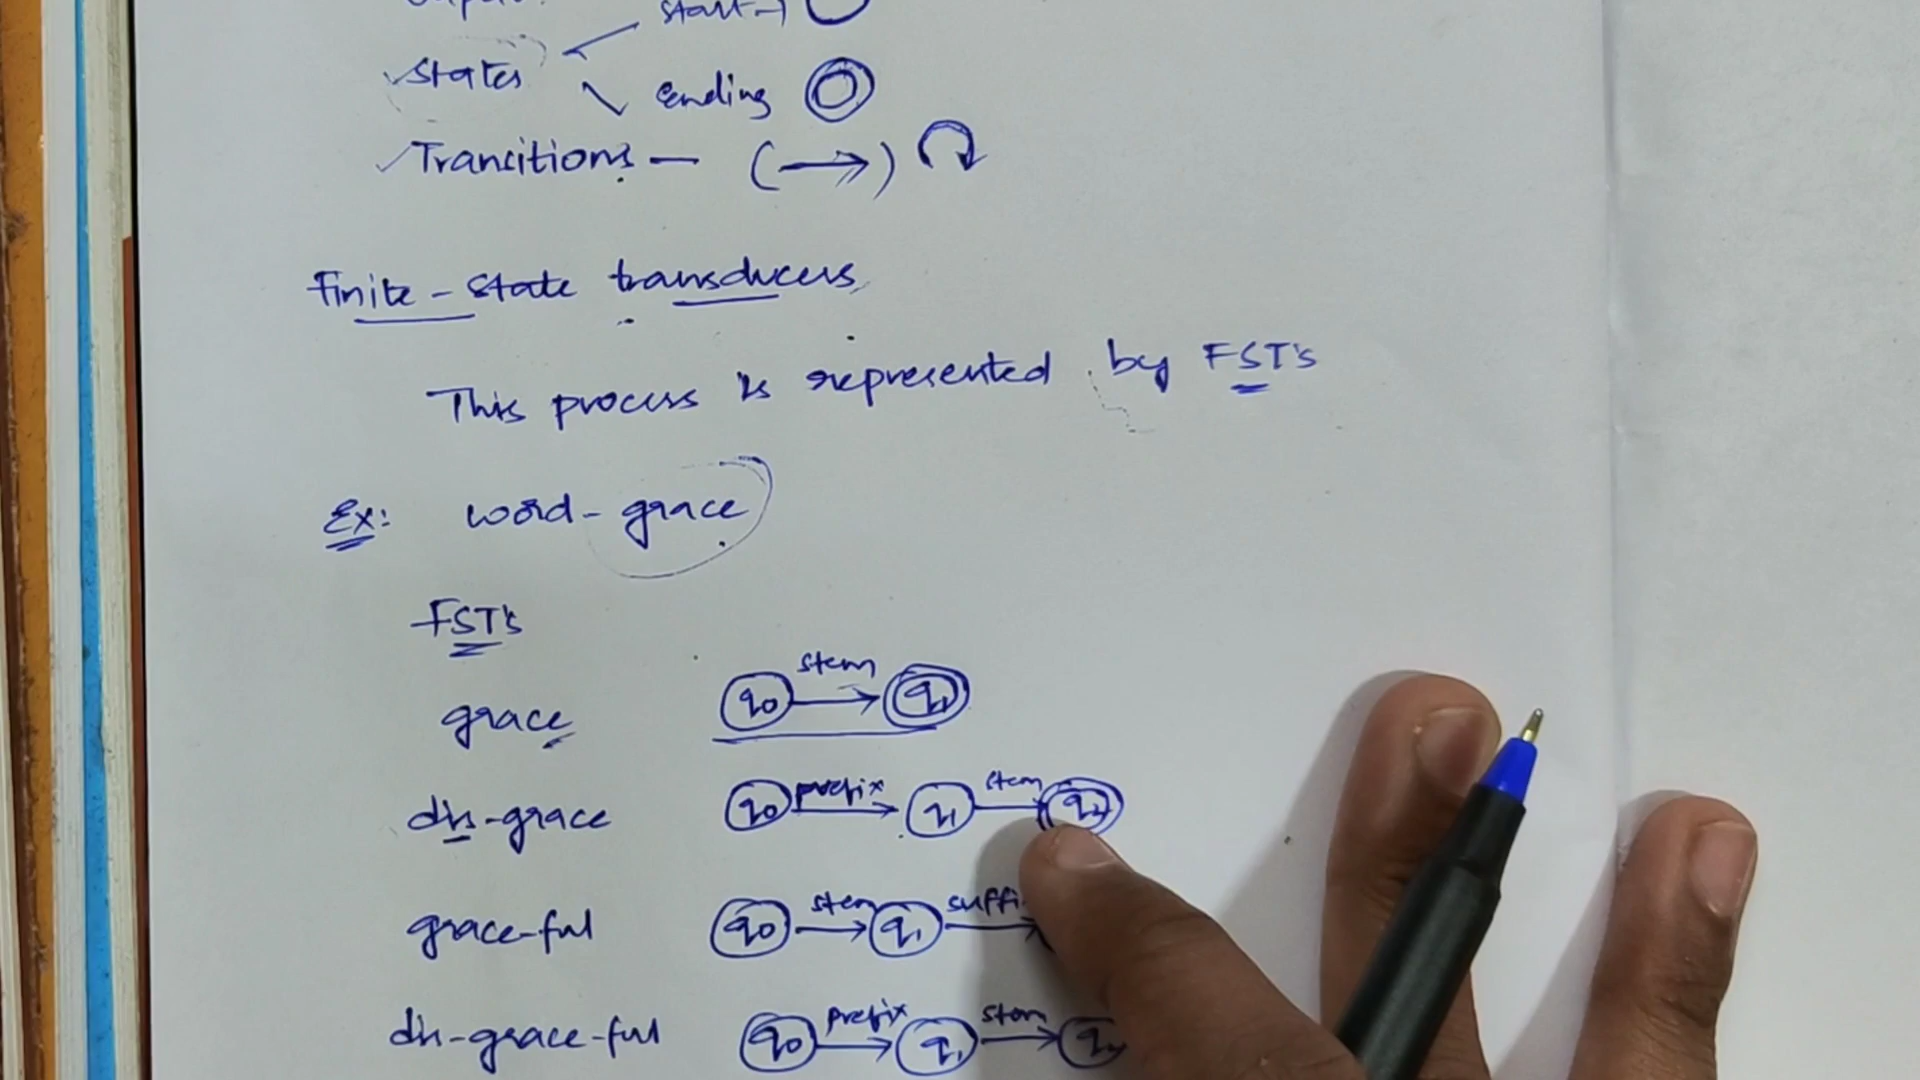 start →
States
Ending
Transitions — (→)
Finite-State transducers
This process is represented by FST's
Ex: word- grace
FST's
stem
grace q0 q1
prefix stem
dis-grace q0 q1 q2
stem suffi
grace-ful q0 q1
prefix stem
dis-grace-ful q0 q1 q2